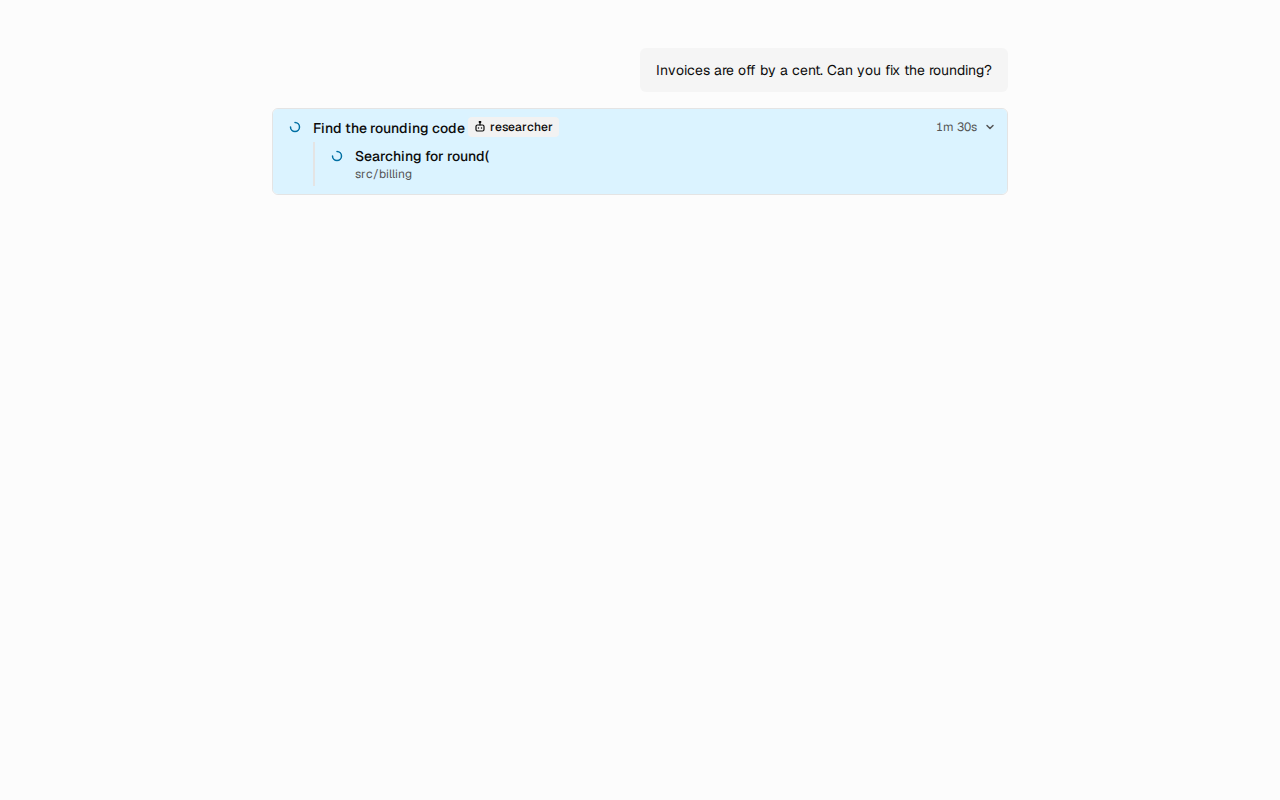 Invoices are off by a cent. Can you fix the rounding?
Find the rounding code researcher 1m 30s
Searching for round(
src/billing